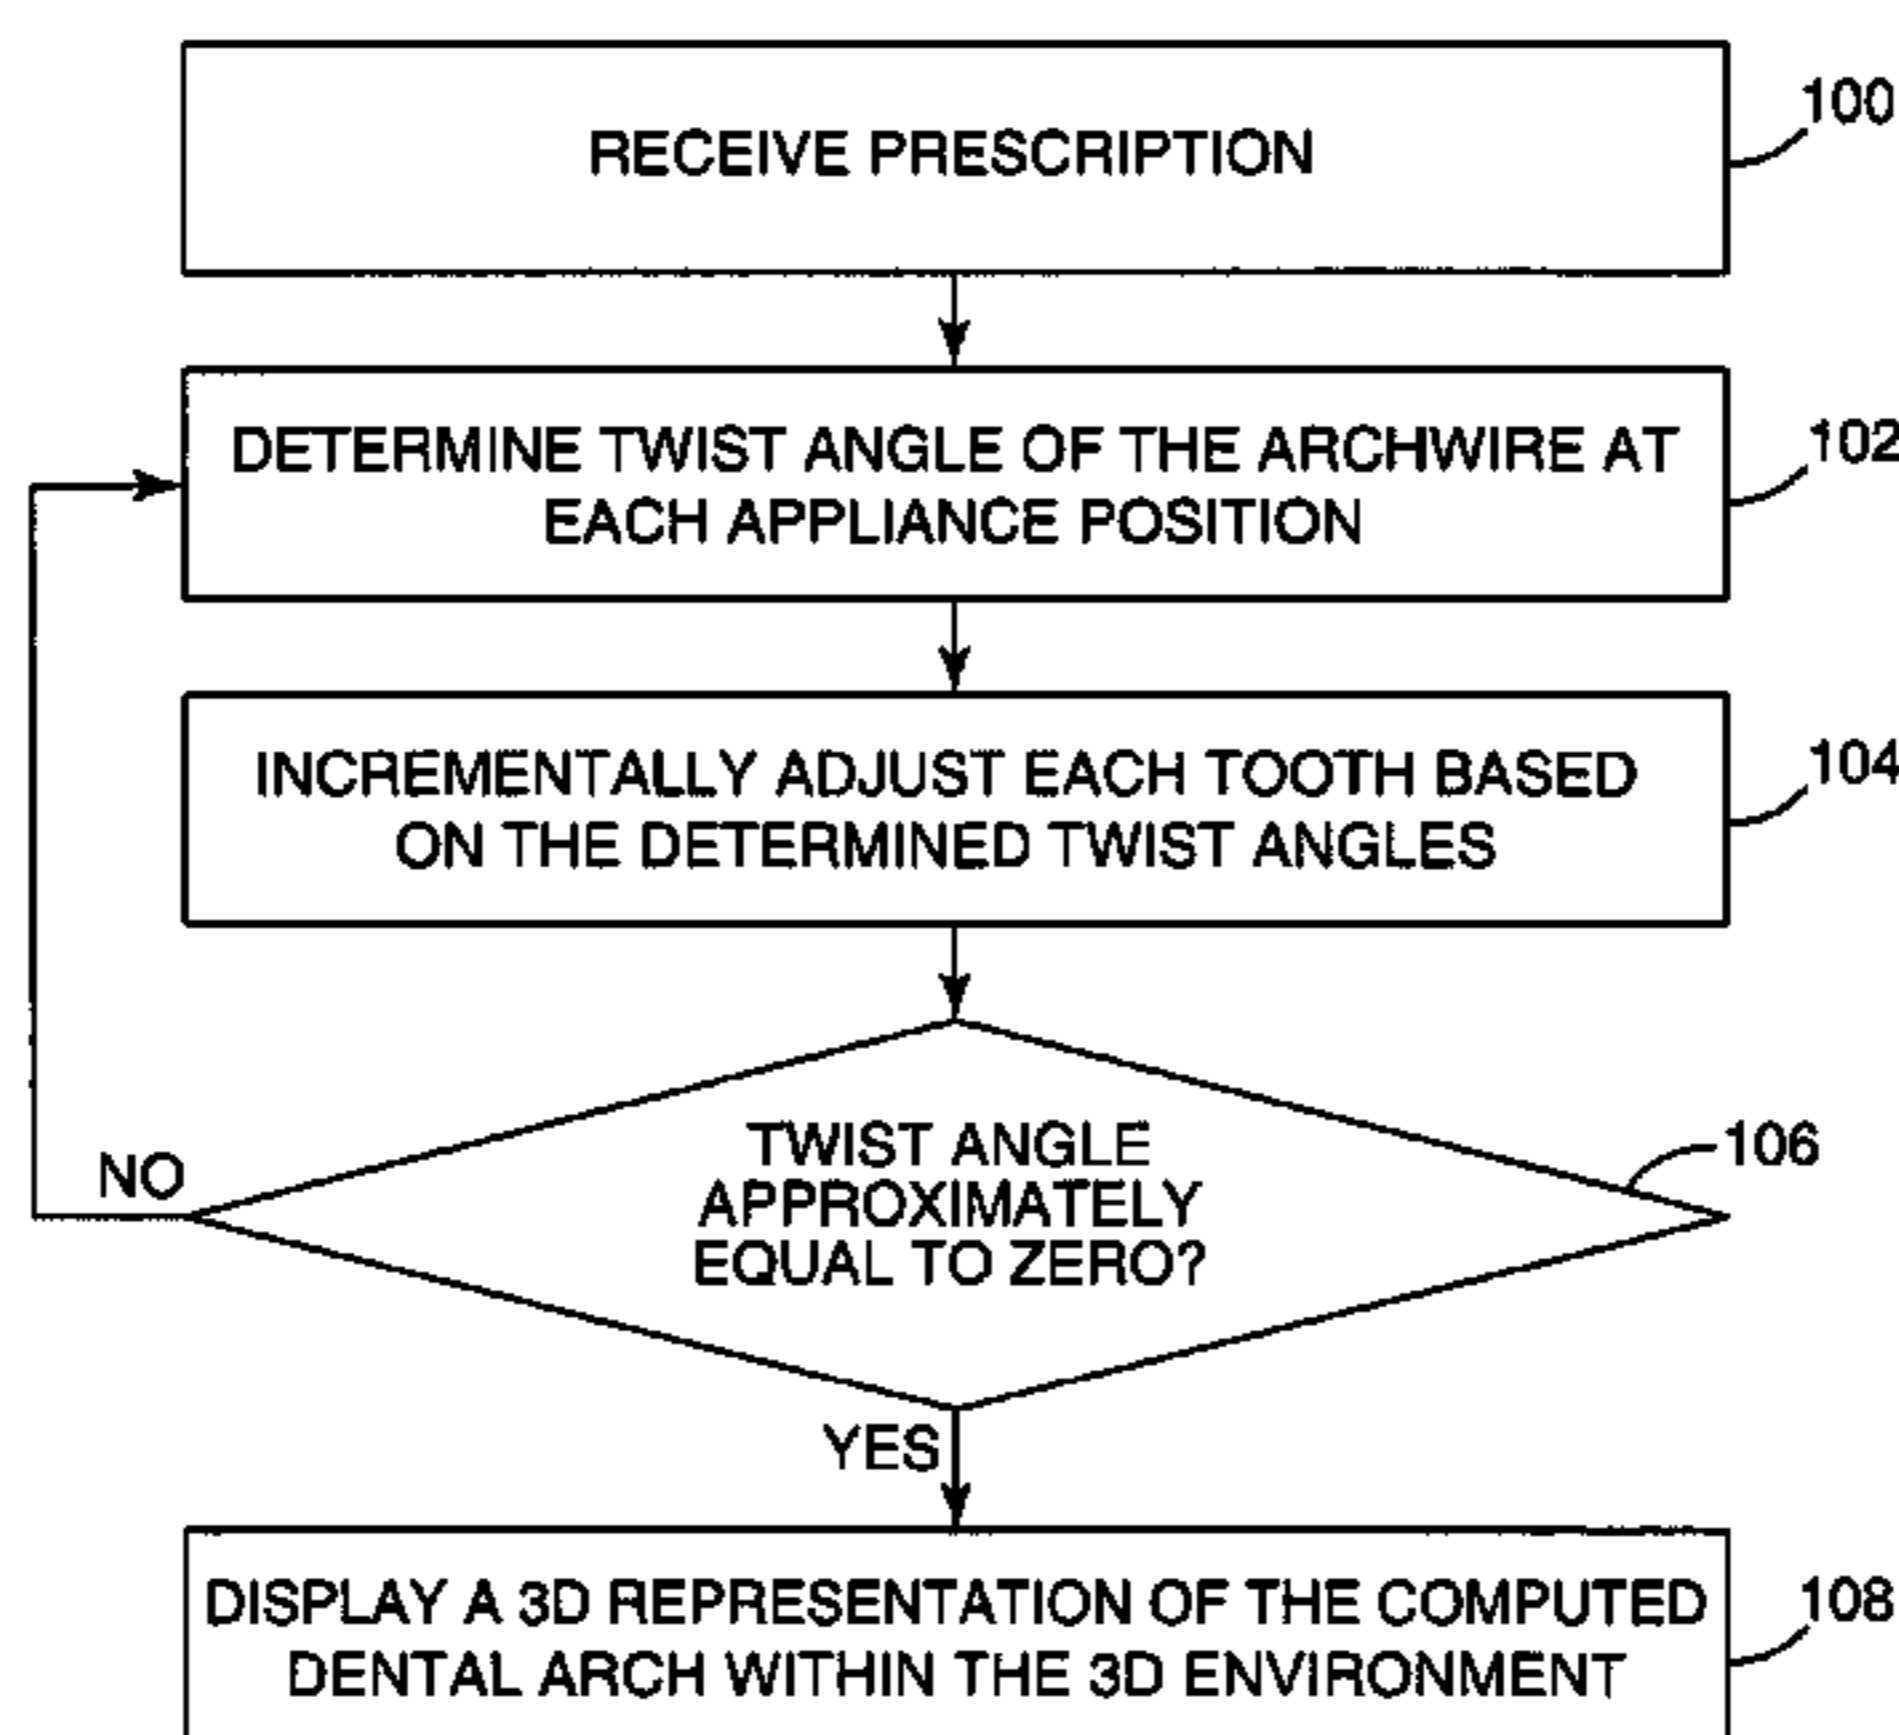 RECEIVE PRESCRIPTION
100
DETERMINE TWIST ANGLE OF THE ARCHWIRE AT
EACH APPLIANCE POSITION
102
INCREMENTALLY ADJUST EACH TOOTH BASED
ON THE DETERMINED TWIST ANGLES
104
TWIST ANGLE
APPROXIMATELY
EQUAL TO ZERO?
106
NO
YES
DISPLAY A 3D REPRESENTATION OF THE COMPUTED
DENTAL ARCH WITHIN THE 3D ENVIRONMENT
108